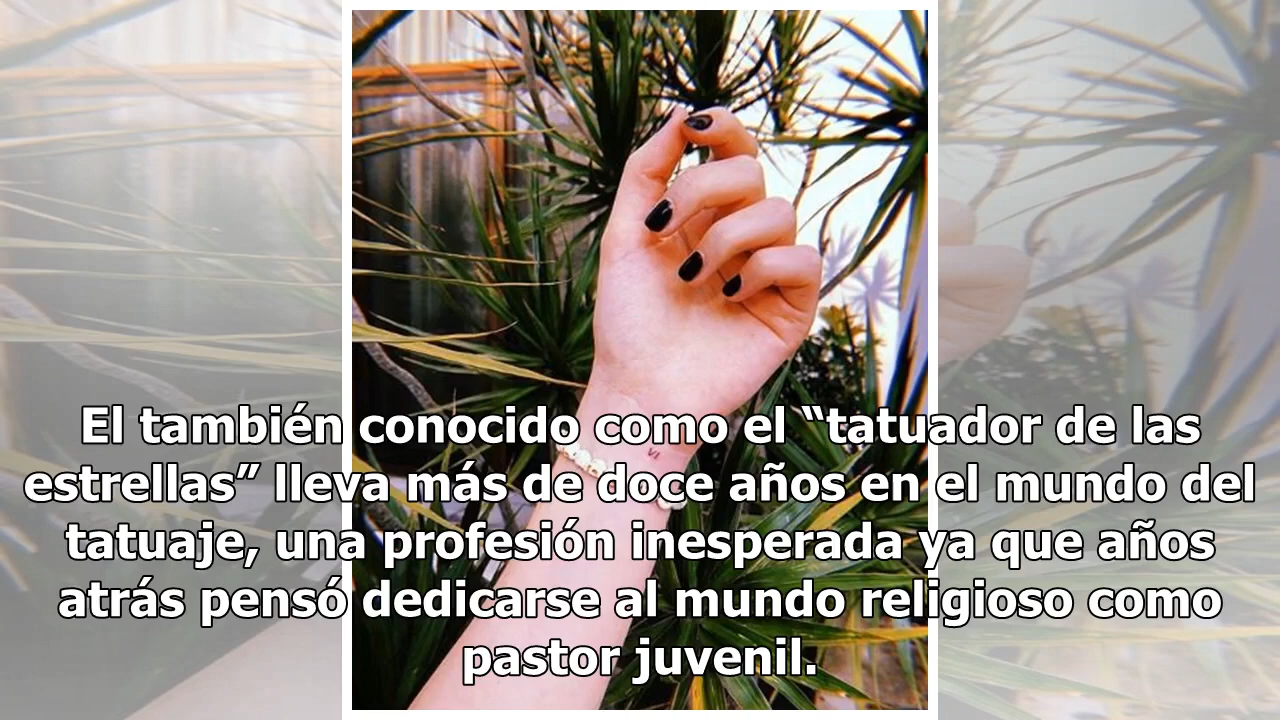 El también conocido como el “tatuador de las
estrellas” lleva más de doce años en el mundo del
tatuaje, una profesión inesperada ya que años
atrás pensó dedicarse al mundo religioso como
pastor juvenil.
VI